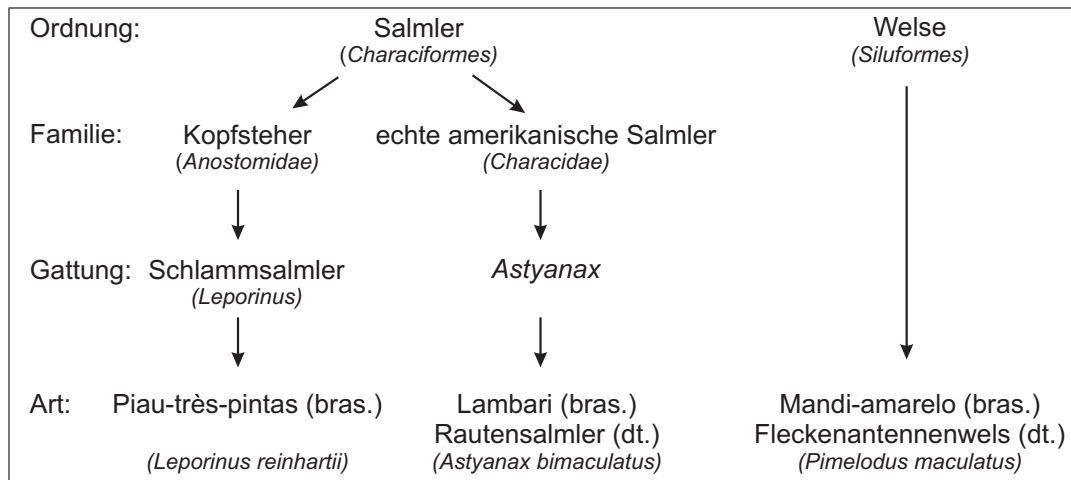 Ordnung: Salmler Welse
(Characiformes) (Siluformes)
Familie: Kopfsteher echte amerikanische Salmler
(Anostomidae) (Characidae)
Gattung: Schlammsalmler Astyanax
(Leporinus)
Art: Piau-très-pintas (bras.) Lambari (bras.) Mandi-amarelo (bras.)
Rautensalmler (dt.) Fleckenantennenwels (dt.)
(Leporinus reinhartii) (Astyanax bimaculatus) (Pimelodus maculatus)